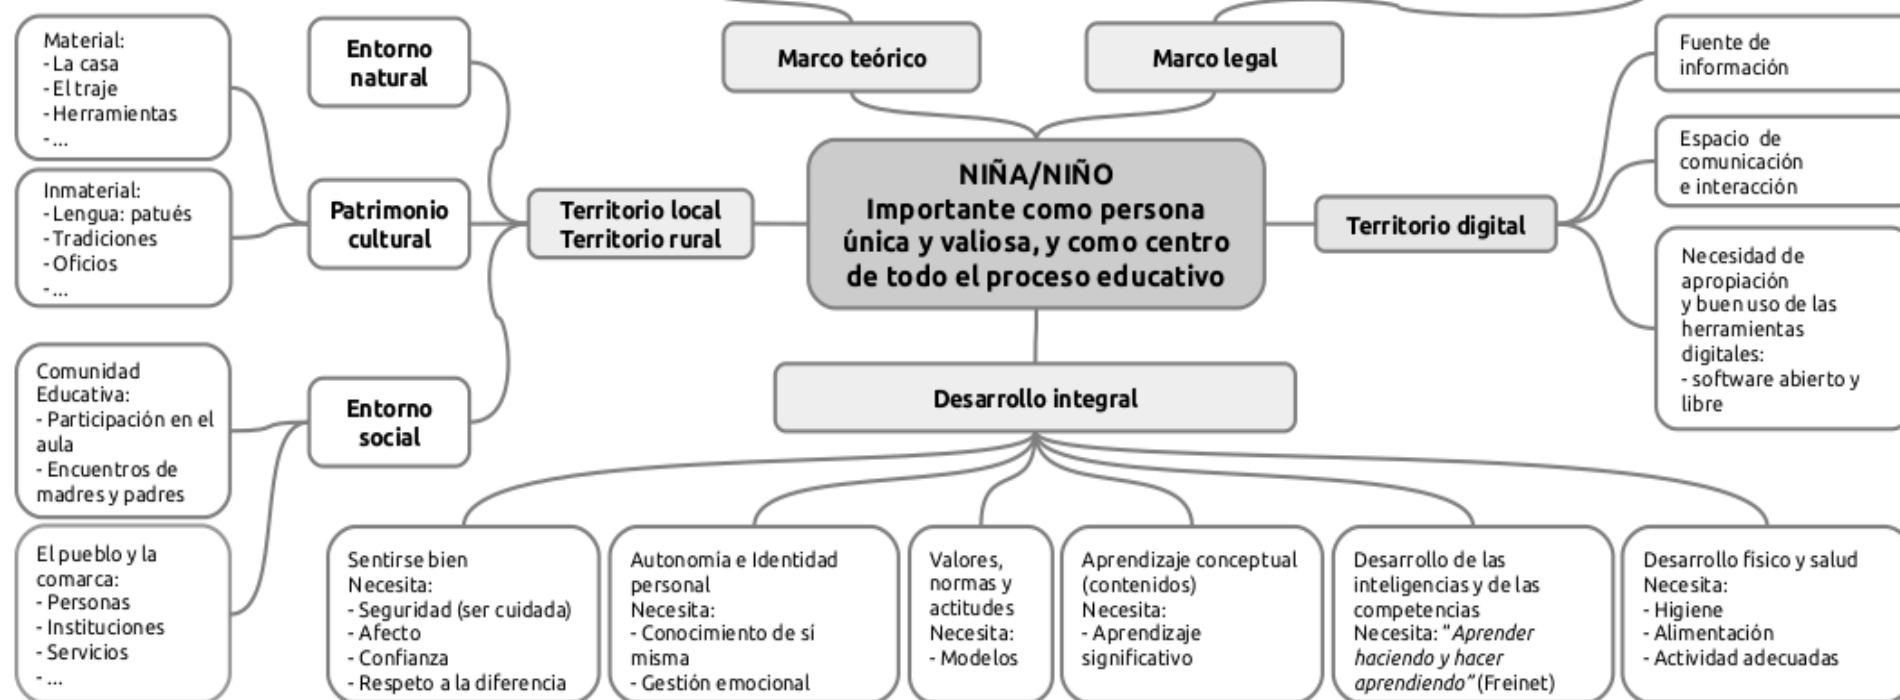 Material:
- La casa
- El traje
- Herramientas
- ...
Inmaterial:
- Lengua: patués
- Tradiciones
- Oficios
- ...
Comunidad
Educativa:
- Participación en el
aula
- Encuentros de
madres y padres
El pueblo y la
comarca:
- Personas
- Instituciones
- Servicios
- ...
Entorno
natural
Patrimonio
cultural
Entorno
social
Territorio local
Territorio rural
Marco teórico
Marco legal
NIÑA/NIÑO
Importante como persona
única y valiosa, y como centro
de todo el proceso educativo
Territorio digital
Fuente de
información
Espacio de
comunicación
e interacción
Necesidad de
apropiación
y buen uso de las
herramientas
digitales:
- software abierto y
libre
Desarrollo integral
Sentirse bien
Necesita:
- Seguridad (ser cuidada)
- Afecto
- Confianza
- Respeto a la diferencia
Autonomía e Identidad
personal
Necesita:
- Conocimiento de sí
misma
- Gestión emocional
Valores,
normas y
actitudes
Necesita:
- Modelos
Aprendizaje conceptual
(contenidos)
Necesita:
- Aprendizaje
significativo
Desarrollo de las
inteligencias y de las
competencias
Necesita: "Aprender
haciendo y hacer
aprendiendo" (Freinet)
Desarrollo físico y salud
Necesita:
- Higiene
- Alimentación
- Actividad adecuadas